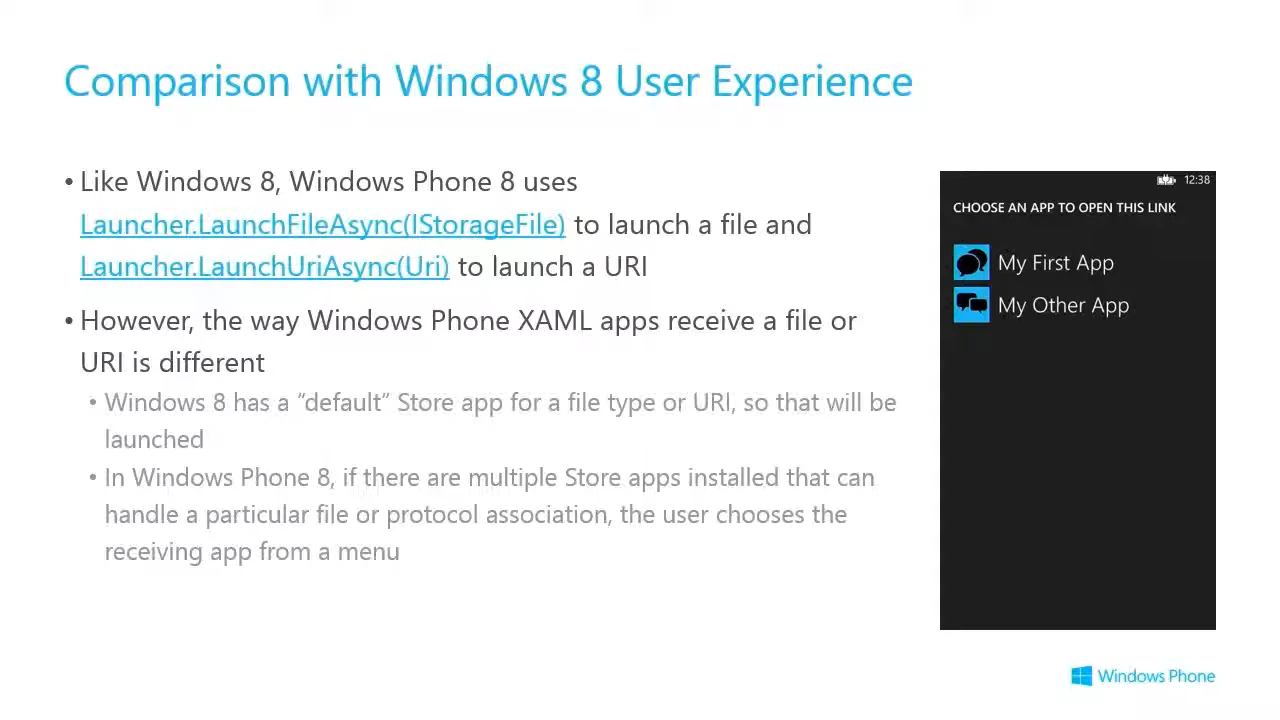 Comparison with Windows 8 User Experience
• Like Windows 8, Windows Phone 8 uses
Launcher.LaunchFileAsync(IStorageFile) to launch a file and
Launcher.LaunchUriAsync(Uri) to launch a URI
• However, the way Windows Phone XAML apps receive a file or
URI is different
• Windows 8 has a “default” Store app for a file type or URI, so that will be
launched
• In Windows Phone 8, if there are multiple Store apps installed that can
handle a particular file or protocol association, the user chooses the
receiving app from a menu
12:38
CHOOSE AN APP TO OPEN THIS LINK
My First App
My Other App
Windows Phone